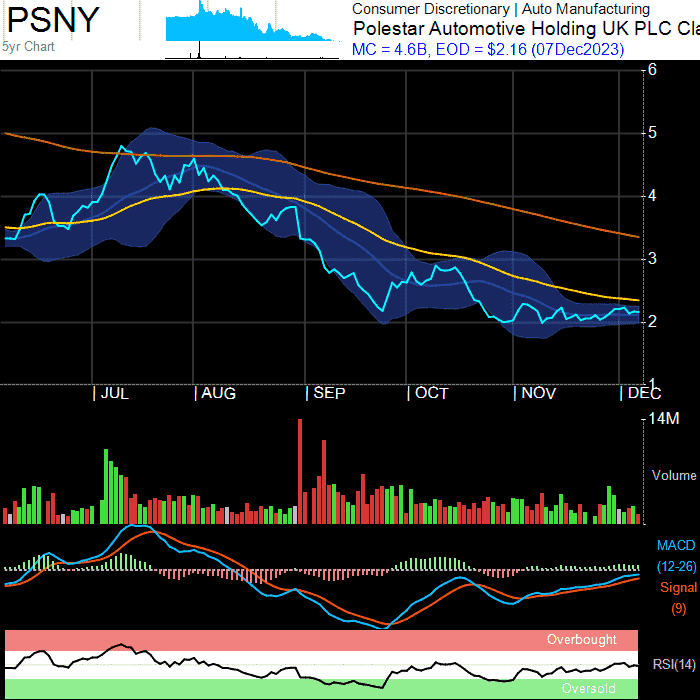 PSNY
5yr Chart
Consumer Discretionary | Auto Manufacturing
Polestar Automotive Holding UK PLC Cla
MC = 4.6B, EOD = $2.16 (07Dec2023)
6
5
4
3
2
1
JUL AUG SEP OCT NOV DEC
14M
Volume
MACD
(12-26)
Signal
(9)
Overbought
RSI(14)
Oversold